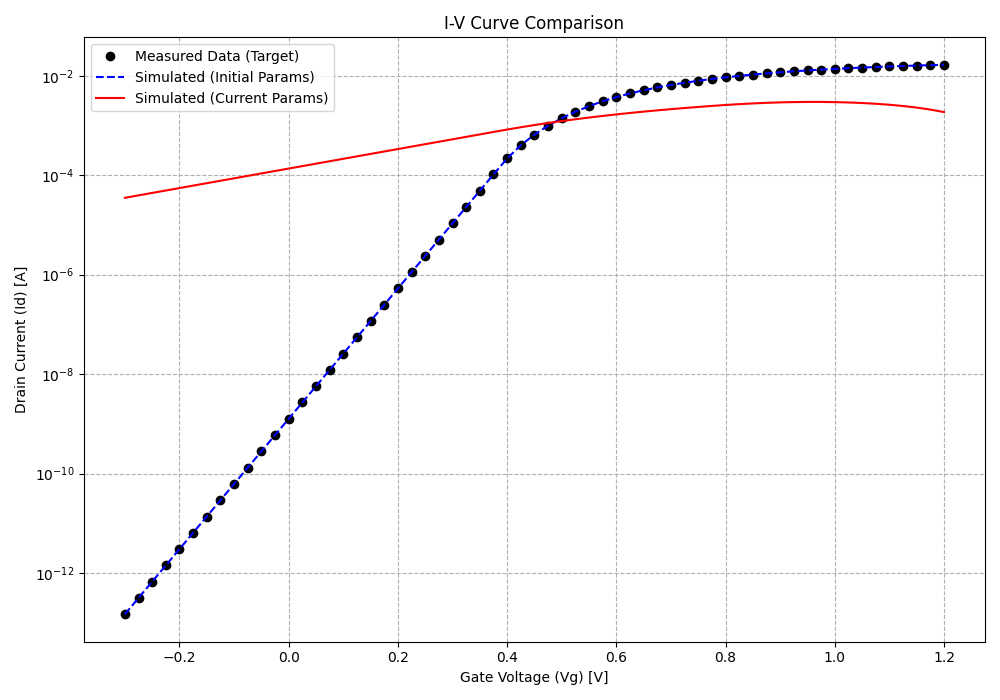 I-V Curve Comparison
Measured Data (Target)
Simulated (Initial Params)
Simulated (Current Params)
Drain Current (Id) [A]
10⁻²
10⁻⁴
10⁻⁶
10⁻⁸
10⁻¹⁰
10⁻¹²
−0.2 0.0 0.2 0.4 0.6 0.8 1.0 1.2
Gate Voltage (Vg) [V]